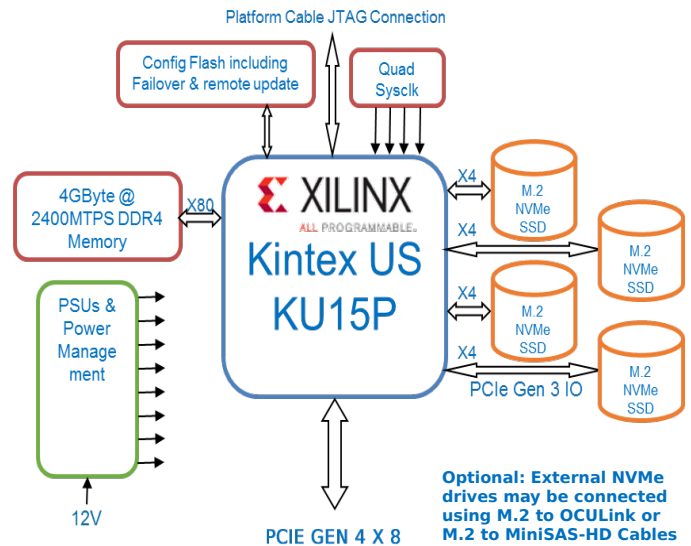 Platform Cable JTAG Connection
Config Flash including
Failover & remote update
Quad
Sysclk
4GByte @
2400MTPS DDR4
Memory
X80
XILINX
ALL PROGRAMMABLE™
Kintex US
KU15P
X4
M.2
NVMe
SSD
X4
M.2
NVMe
SSD
X4
M.2
NVMe
SSD
X4
M.2
NVMe
SSD
PCIe Gen 3 IO
PSUs &
Power
Manage
ment
12V
PCIE GEN 4 X 8
Optional: External NVMe
drives may be connected
using M.2 to OCULink or
M.2 to MiniSAS-HD Cables